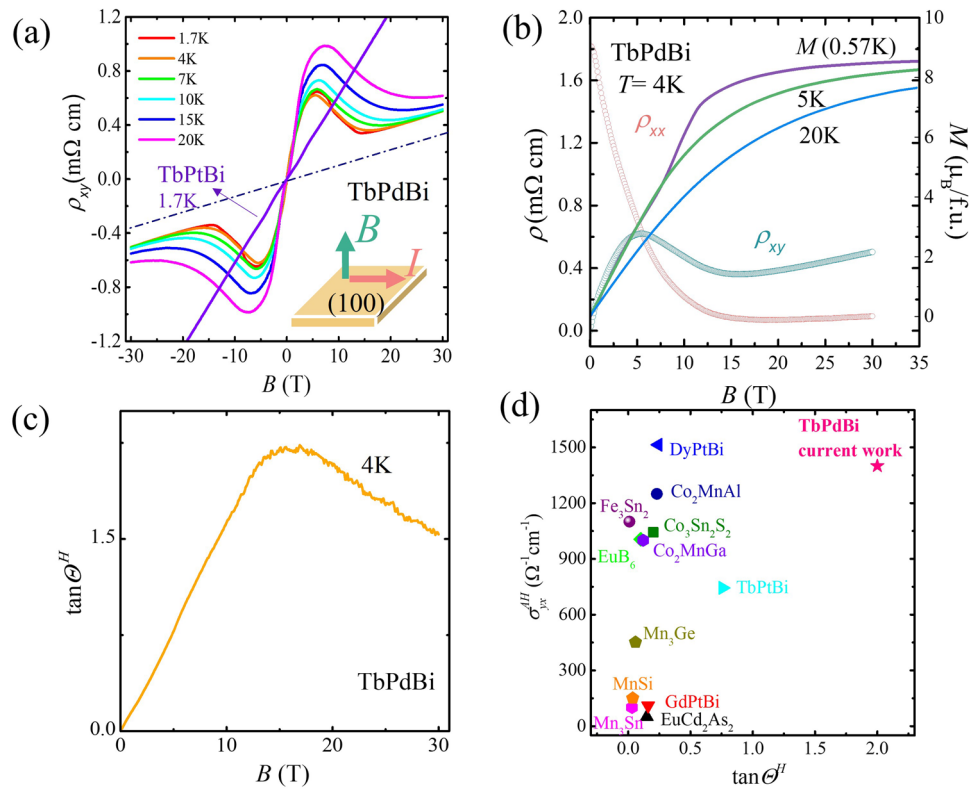 (a)
1.7K
4K
7K
10K
15K
20K
TbPtBi
1.7K
TbPdBi
B
I
(100)
ρxy(mΩ cm)
1.2
0.8
0.4
0.0
-0.4
-0.8
-1.2
-30 -20 -10 0 10 20 30
B (T)
(b)
TbPdBi
T= 4K
M (0.57K)
5K
20K
ρxx
ρxy
ρ(mΩ cm)
2.0
1.6
1.2
0.8
0.4
0.0
10
8
6
4
2
0
M (μB/f.u.)
0 5 10 15 20 25 30 35
B (T)
(c)
4K
TbPdBi
tanΘH
1.5
0.0
0 10 20 30
B (T)
(d)
TbPdBi
current work
DyPtBi
Co2MnAl
Fe3Sn2
Co3Sn2S2
EuB6
Co2MnGa
TbPtBi
Mn3Ge
MnSi
GdPtBi
Mn3Sn
EuCd2As2
σyxAH (Ω-1cm-1)
1500
1200
900
600
300
0
0.0 0.5 1.0 1.5 2.0
tanΘH